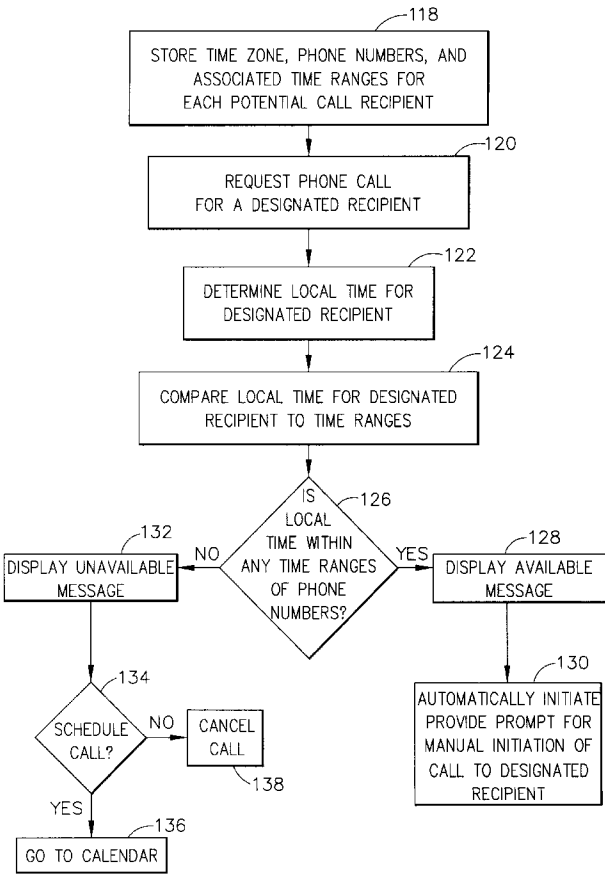 118
STORE TIME ZONE, PHONE NUMBERS, AND
ASSOCIATED TIME RANGES FOR
EACH POTENTIAL CALL RECIPIENT
120
REQUEST PHONE CALL
FOR A DESIGNATED RECIPIENT
122
DETERMINE LOCAL TIME FOR
DESIGNATED RECIPIENT
124
COMPARE LOCAL TIME FOR DESIGNATED
RECIPIENT TO TIME RANGES
126
IS
LOCAL
TIME WITHIN
ANY TIME RANGES
OF PHONE
NUMBERS?
NO
YES
132
DISPLAY UNAVAILABLE
MESSAGE
128
DISPLAY AVAILABLE
MESSAGE
134
SCHEDULE
CALL?
NO
YES
CANCEL
CALL
138
130
AUTOMATICALLY INITIATE
PROVIDE PROMPT FOR
MANUAL INITIATION OF
CALL TO DESIGNATED
RECIPIENT
136
GO TO CALENDAR